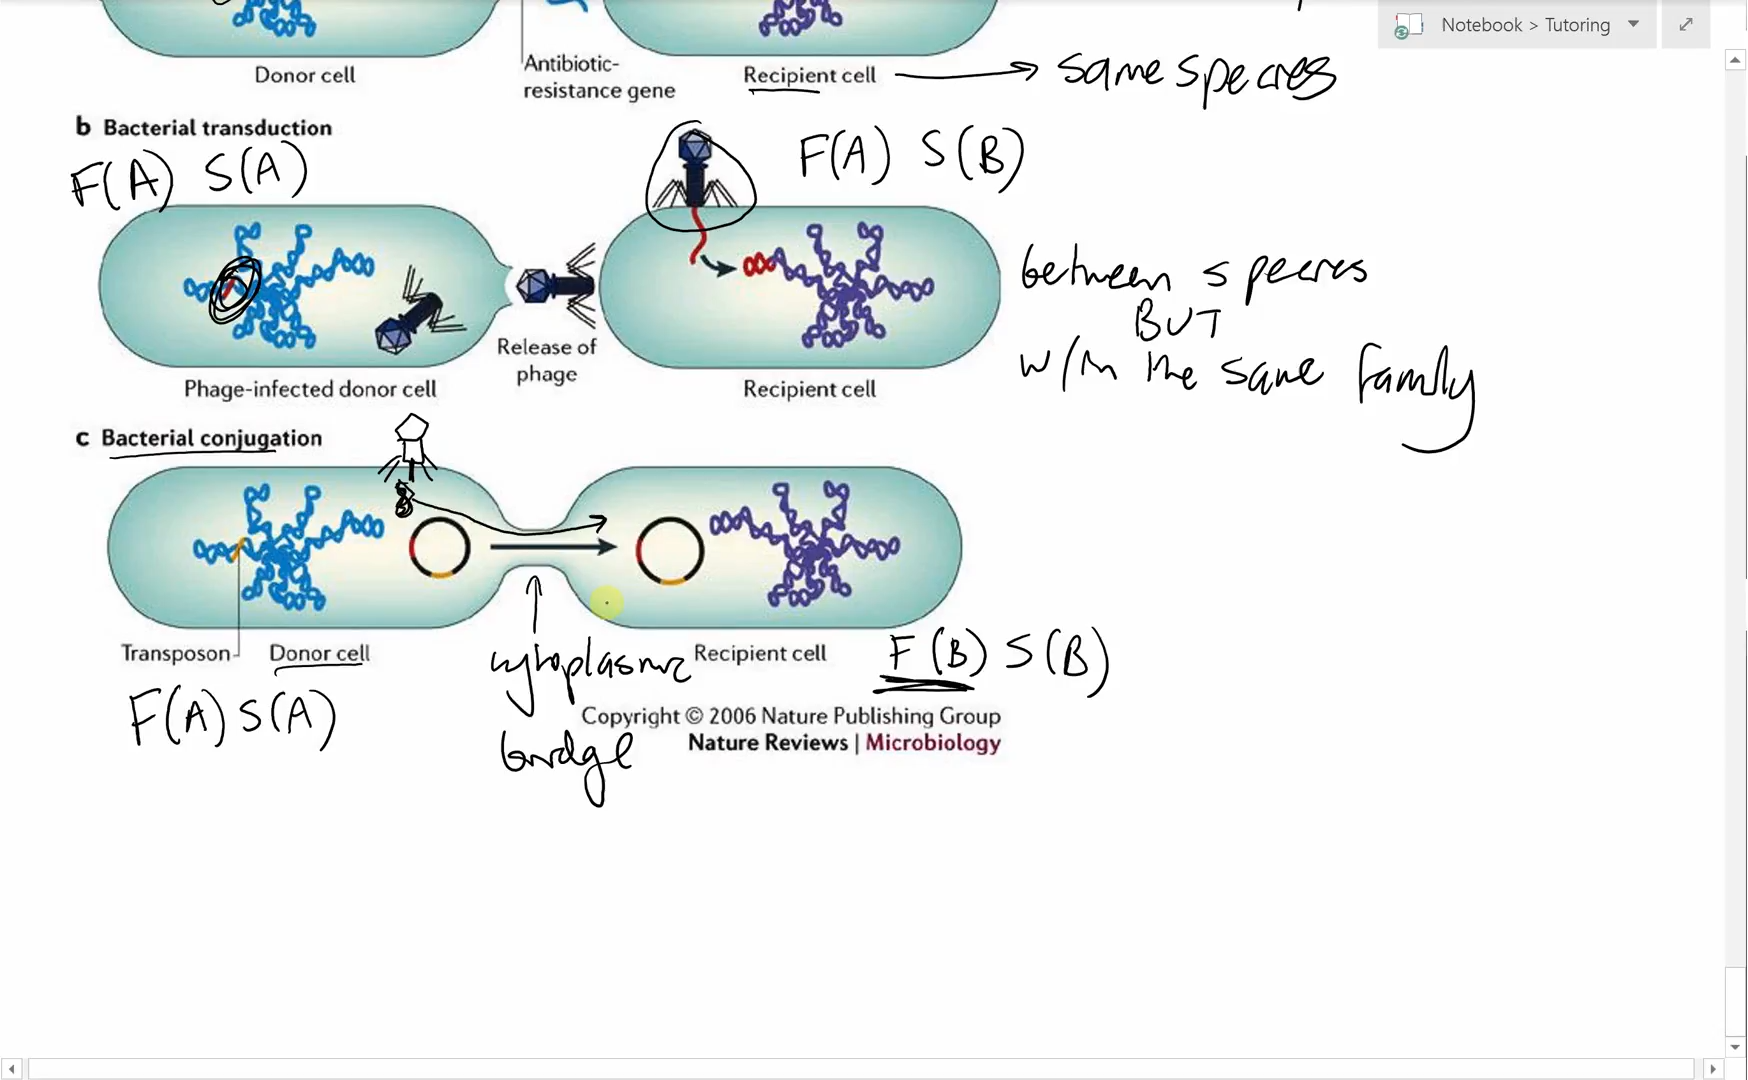 Notebook > Tutoring
Antibiotic-
resistance gene
Donor cell
Recipient cell
same species
b Bacterial transduction
F(A) S(A)
F(A) S(B)
between species
BUT
w/in the same family
Release of
phage
Phage-infected donor cell
Recipient cell
c Bacterial conjugation
Transposon
Donor cell
cytoplasmic
bridge
Recipient cell
F(B) S(B)
F(A) S(A)
Copyright © 2006 Nature Publishing Group
Nature Reviews | Microbiology